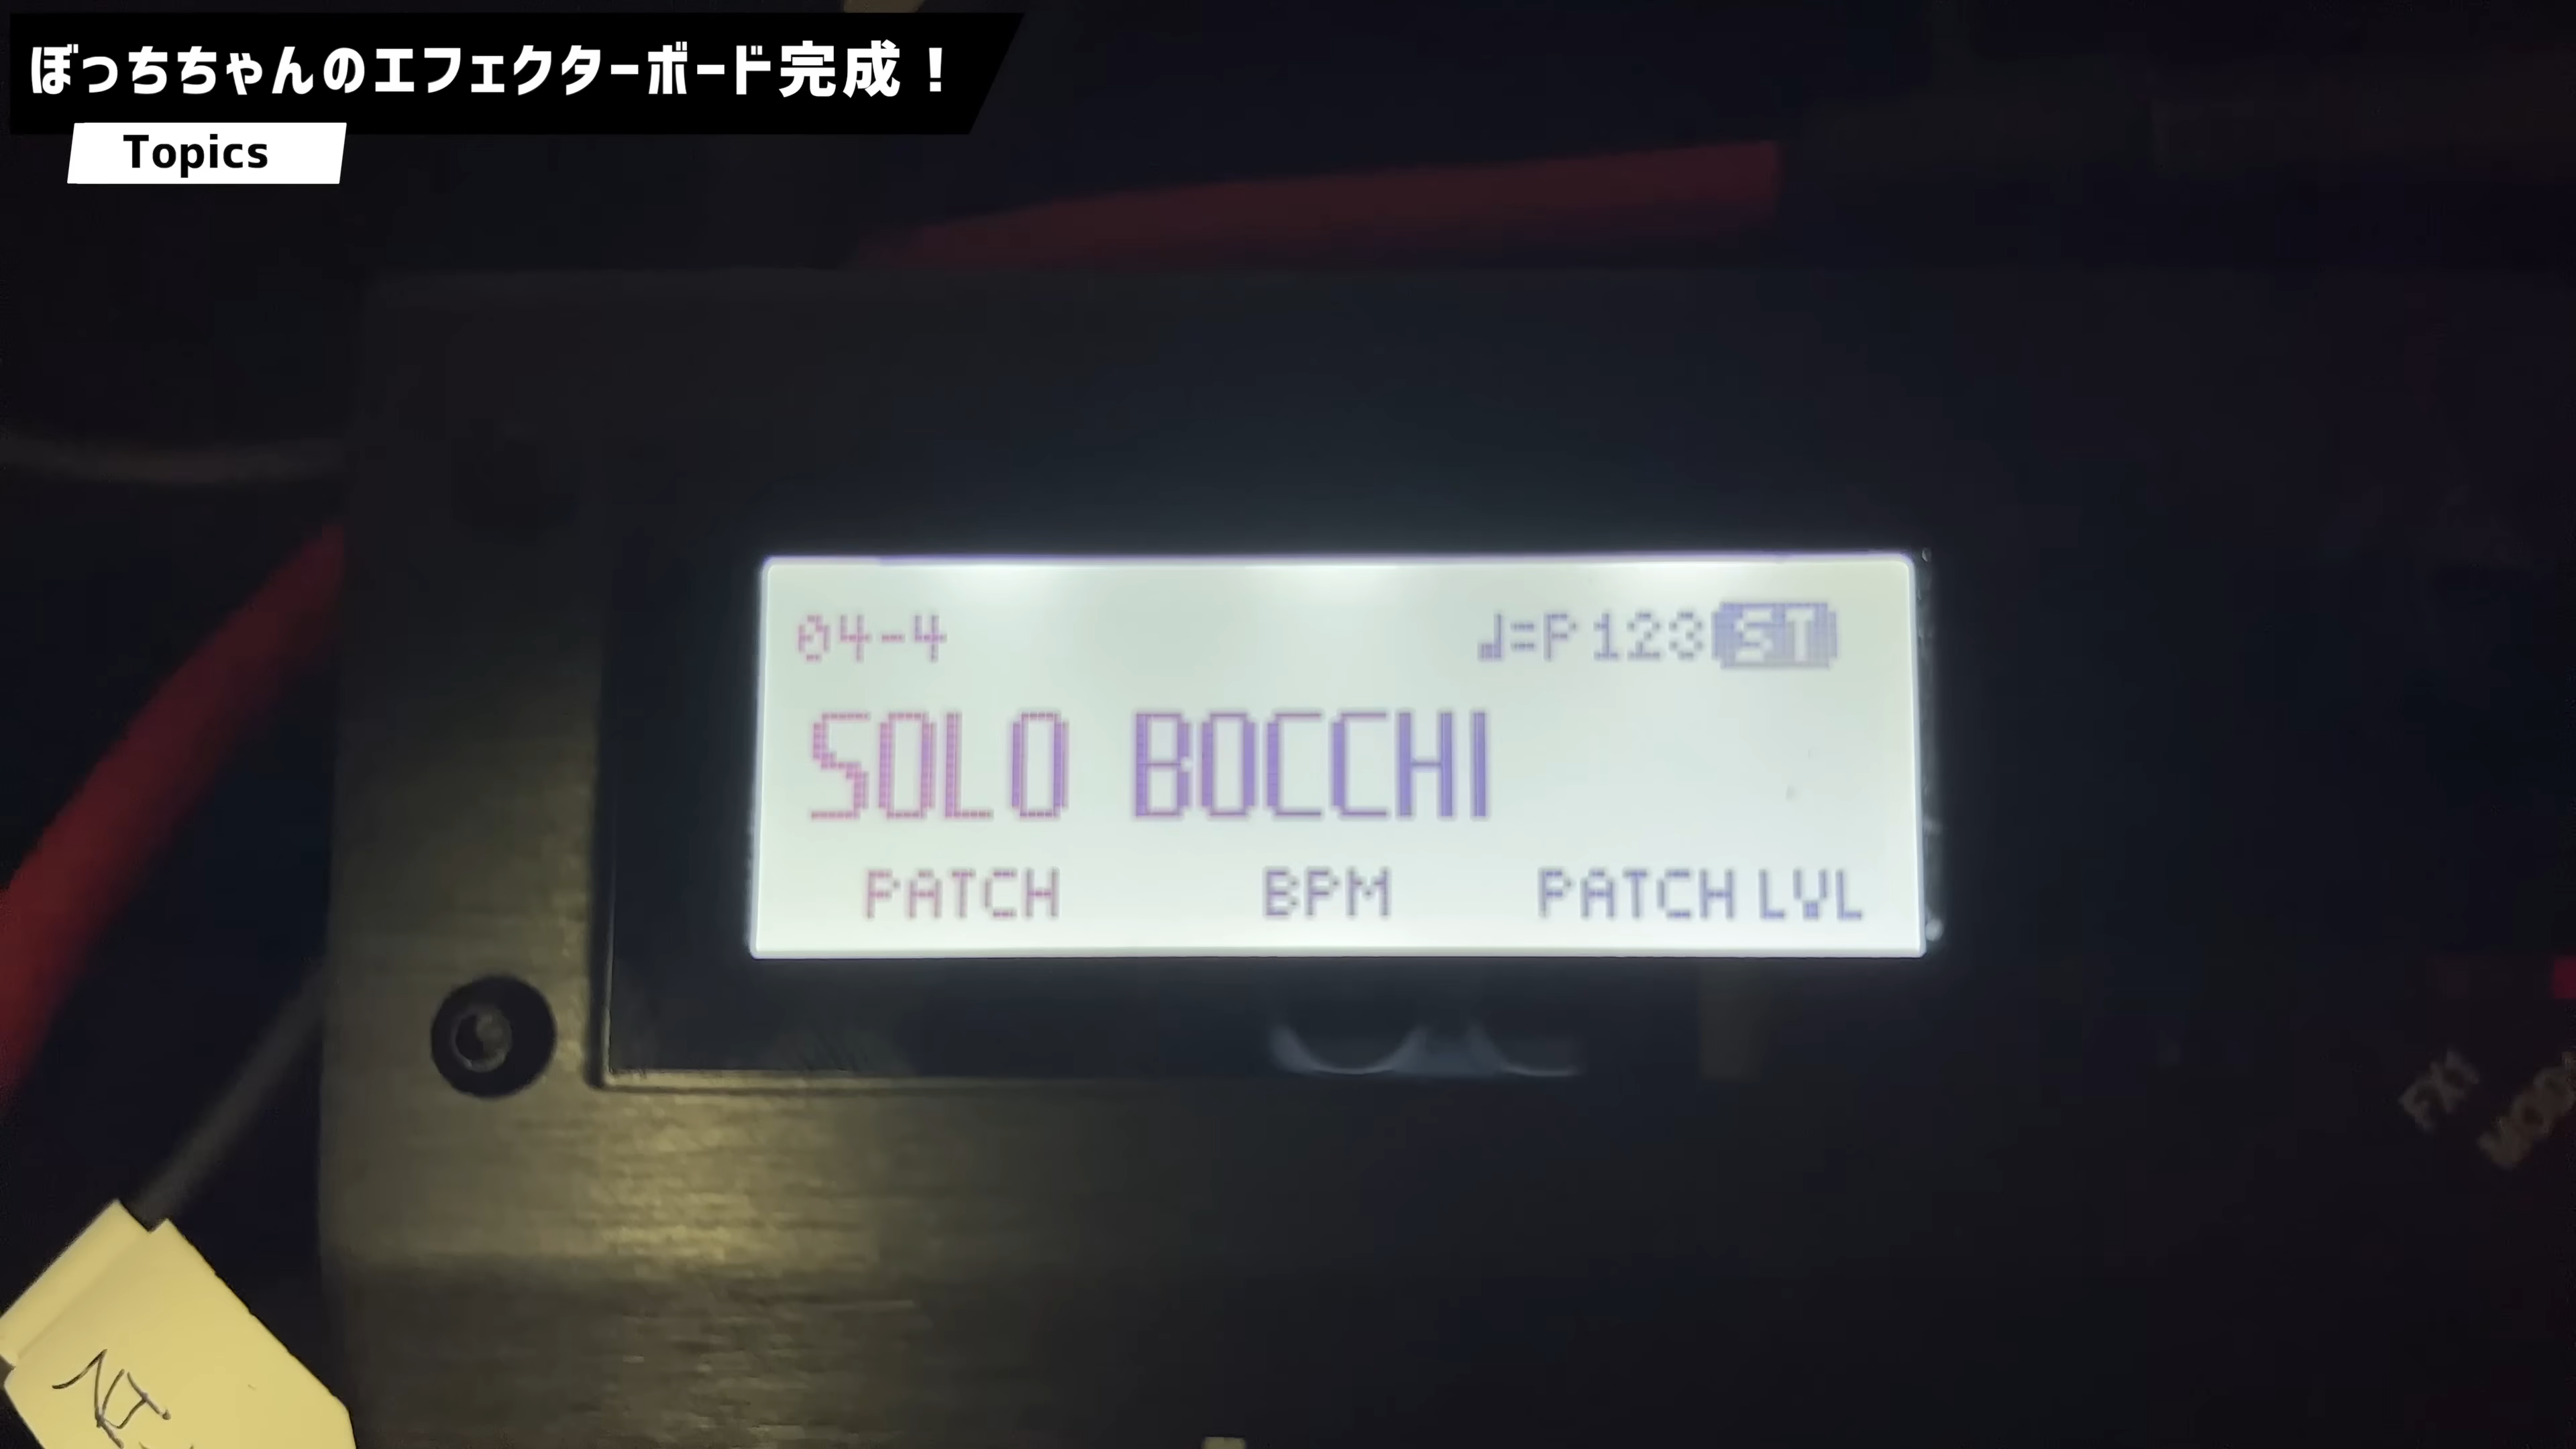 ぼっちちゃんのエフェクターボード完成！
Topics
04-4
♩=P123 ST
SOLO BOCCHI
PATCH BPM PATCH LVL
FX1